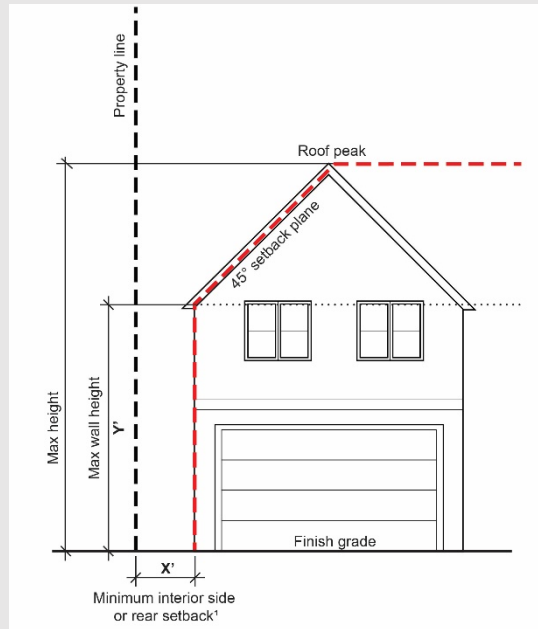 Property line
Roof peak
45° setback plane
Max height
Max wall height
Y'
Finish grade
X'
Minimum interior side
or rear setback¹